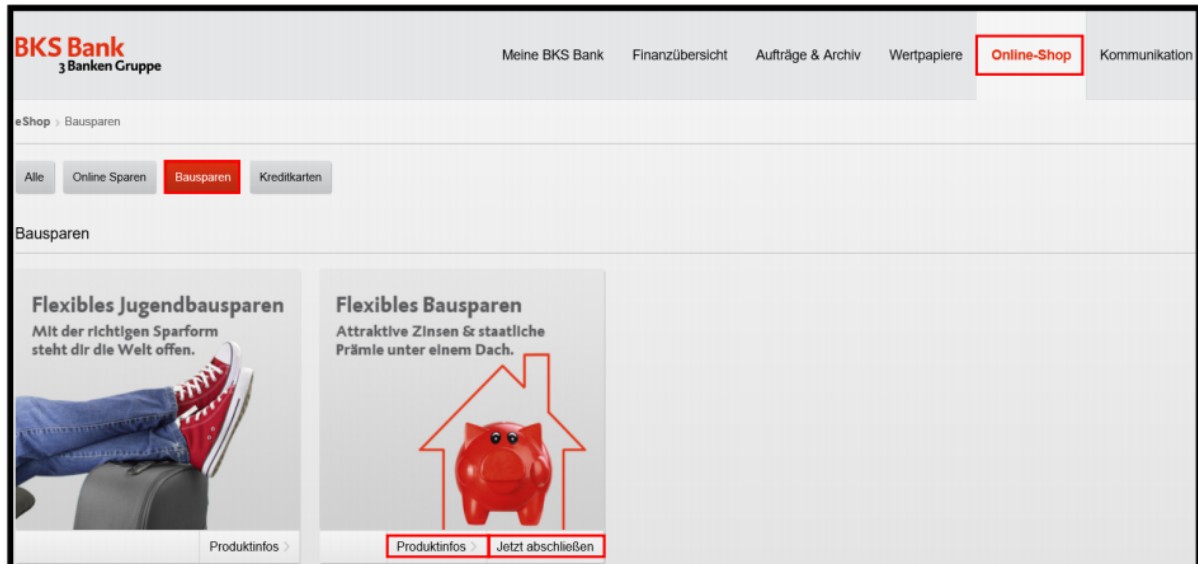 BKS Bank
3 Banken Gruppe
Meine BKS Bank Finanzübersicht Aufträge & Archiv Wertpapiere Online-Shop Kommunikation
eShop > Bausparen
Alle Online Sparen Bausparen Kreditkarten
Bausparen
Flexibles Jugendbausparen
Mit der richtigen Sparform
steht dir die Welt offen.
Produktinfos >
Flexibles Bausparen
Attraktive Zinsen & staatliche
Prämie unter einem Dach.
Produktinfos > Jetzt abschließen